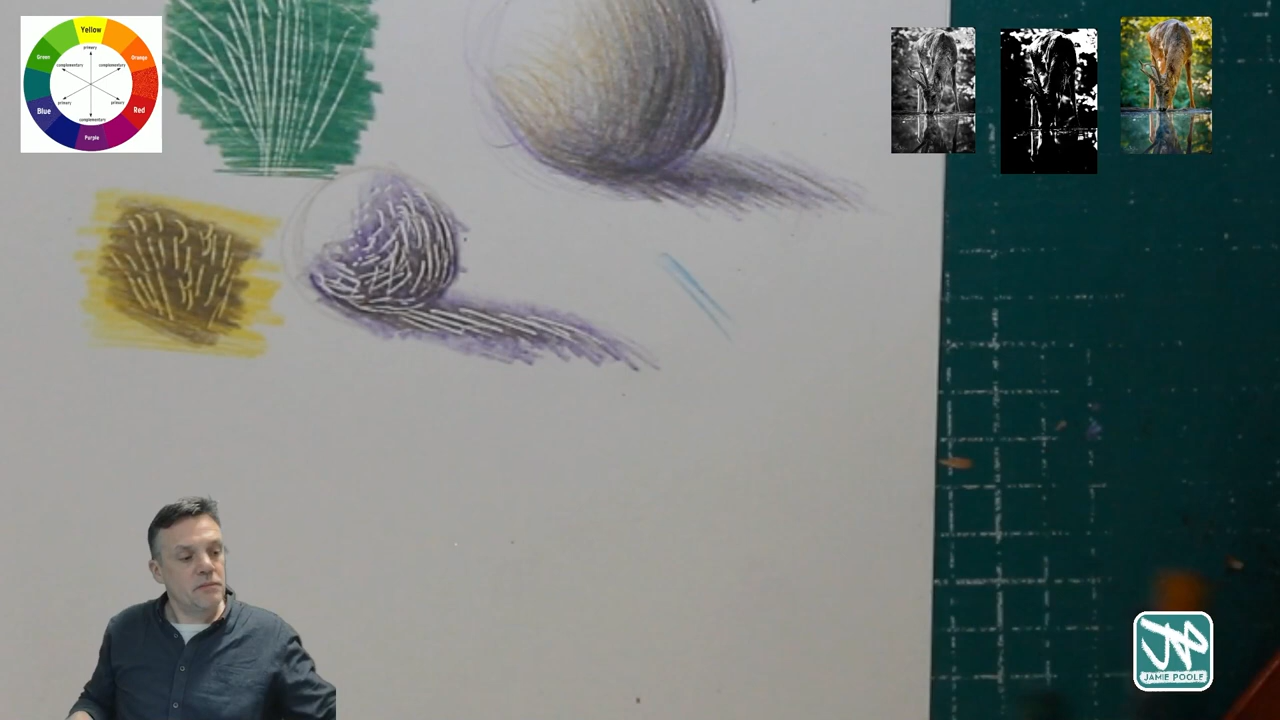 Yellow
primary
Green
complementary
complementary
Orange
primary
primary
Blue
complementary
Red
Purple
JAMIE POOLE